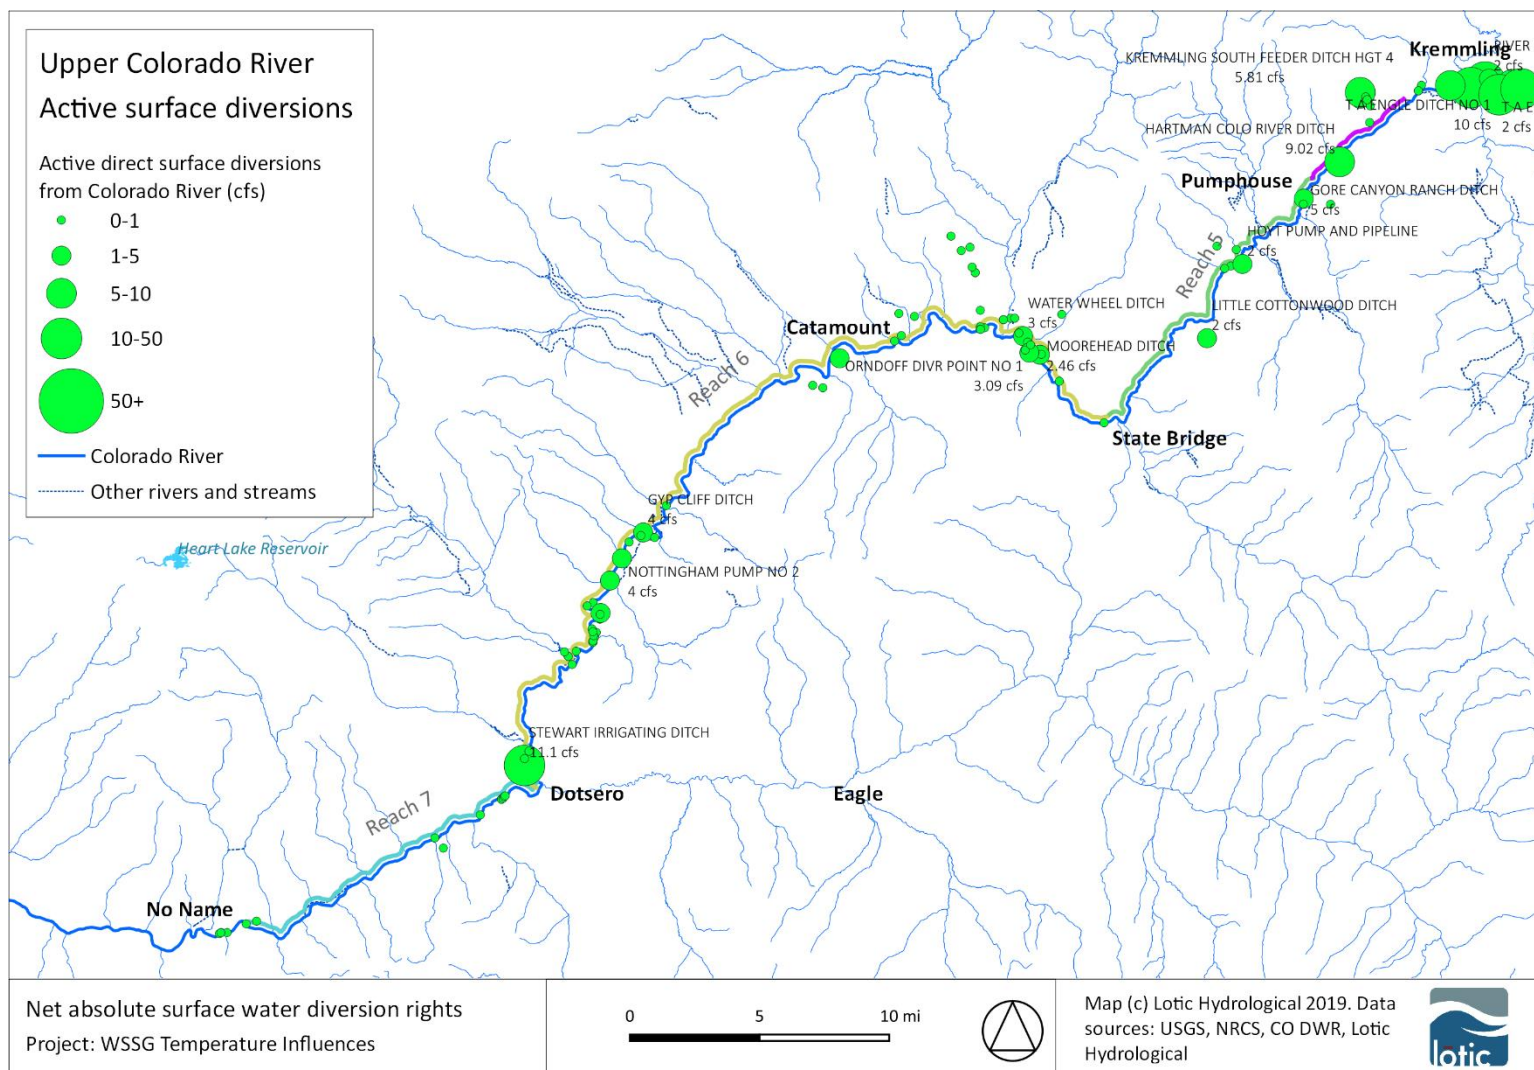 Upper Colorado River
Active surface diversions
Active direct surface diversions
from Colorado River (cfs)
0-1
1-5
5-10
10-50
50+
Colorado River
Other rivers and streams
Kremmling
RIVER
2 cfs
KREMMLING SOUTH FEEDER DITCH HGT 4
5.81 cfs
T A ENGLE DITCH NO 1
10 cfs
T A E
2 cfs
HARTMAN COLO RIVER DITCH
9.02 cfs
Pumphouse
GORE CANYON RANCH DITCH
5 cfs
Reach 5
HOYT PUMP AND PIPELINE
2 cfs
LITTLE COTTONWOOD DITCH
2 cfs
WATER WHEEL DITCH
3 cfs
Catamount
MOOREHEAD DITCH
2.46 cfs
ORNDOFF DIVR POINT NO 1
3.09 cfs
Reach 6
State Bridge
GYP CLIFF DITCH
4 cfs
Heart Lake Reservoir
NOTTINGHAM PUMP NO 2
4 cfs
STEWART IRRIGATING DITCH
11.1 cfs
Dotsero
Eagle
Reach 7
No Name
Net absolute surface water diversion rights
Project: WSSG Temperature Influences
0 5 10 mi
Map (c) Lotic Hydrological 2019. Data
sources: USGS, NRCS, CO DWR, Lotic
Hydrological
lotic